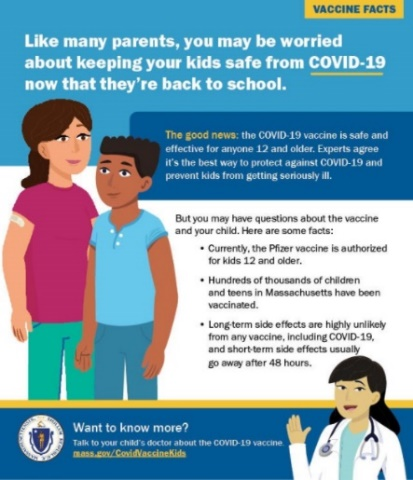 VACCINE FACTS
Like many parents, you may be worried
about keeping your kids safe from COVID-19
now that they're back to school.
The good news: the COVID-19 vaccine is safe and
effective for anyone 12 and older. Experts agree
it's the best way to protect against COVID-19 and
prevent kids from getting seriously ill.
But you may have questions about the vaccine
and your child. Here are some facts:
• Currently, the Pfizer vaccine is authorized
for kids 12 and older.
• Hundreds of thousands of children
and teens in Massachusetts have been
vaccinated.
• Long-term side effects are highly unlikely
from any vaccine, including COVID-19,
and short-term side effects usually
go away after 48 hours.
Want to know more?
Talk to your child's doctor about the COVID-19 vaccine.
mass.gov/CovidVaccineKids